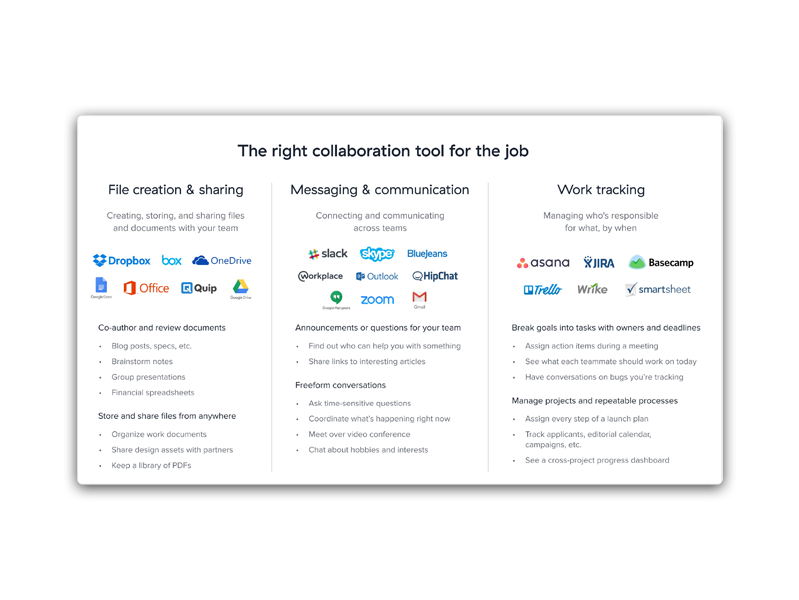 The right collaboration tool for the job
File creation & sharing
Creating, storing, and sharing files
and documents with your team
Dropbox box OneDrive
Google Docs Office Quip Google Drive
Co-author and review documents
• Blog posts, specs, etc.
• Brainstorm notes
• Group presentations
• Financial spreadsheets
Store and share files from anywhere
• Organize work documents
• Share design assets with partners
• Keep a library of PDFs
Messaging & communication
Connecting and communicating
across teams
slack skype BlueJeans
workplace Outlook HipChat
Google Hangouts zoom Gmail
Announcements or questions for your team
• Find out who can help you with something
• Share links to interesting articles
Freeform conversations
• Ask time-sensitive questions
• Coordinate what's happening right now
• Meet over video conference
• Chat about hobbies and interests
Work tracking
Managing who's responsible
for what, by when
asana JIRA Basecamp
Trello Wrike smartsheet
Break goals into tasks with owners and deadlines
• Assign action items during a meeting
• See what each teammate should work on today
• Have conversations on bugs you're tracking
Manage projects and repeatable processes
• Assign every step of a launch plan
• Track applicants, editorial calendar,
campaigns, etc.
• See a cross-project progress dashboard